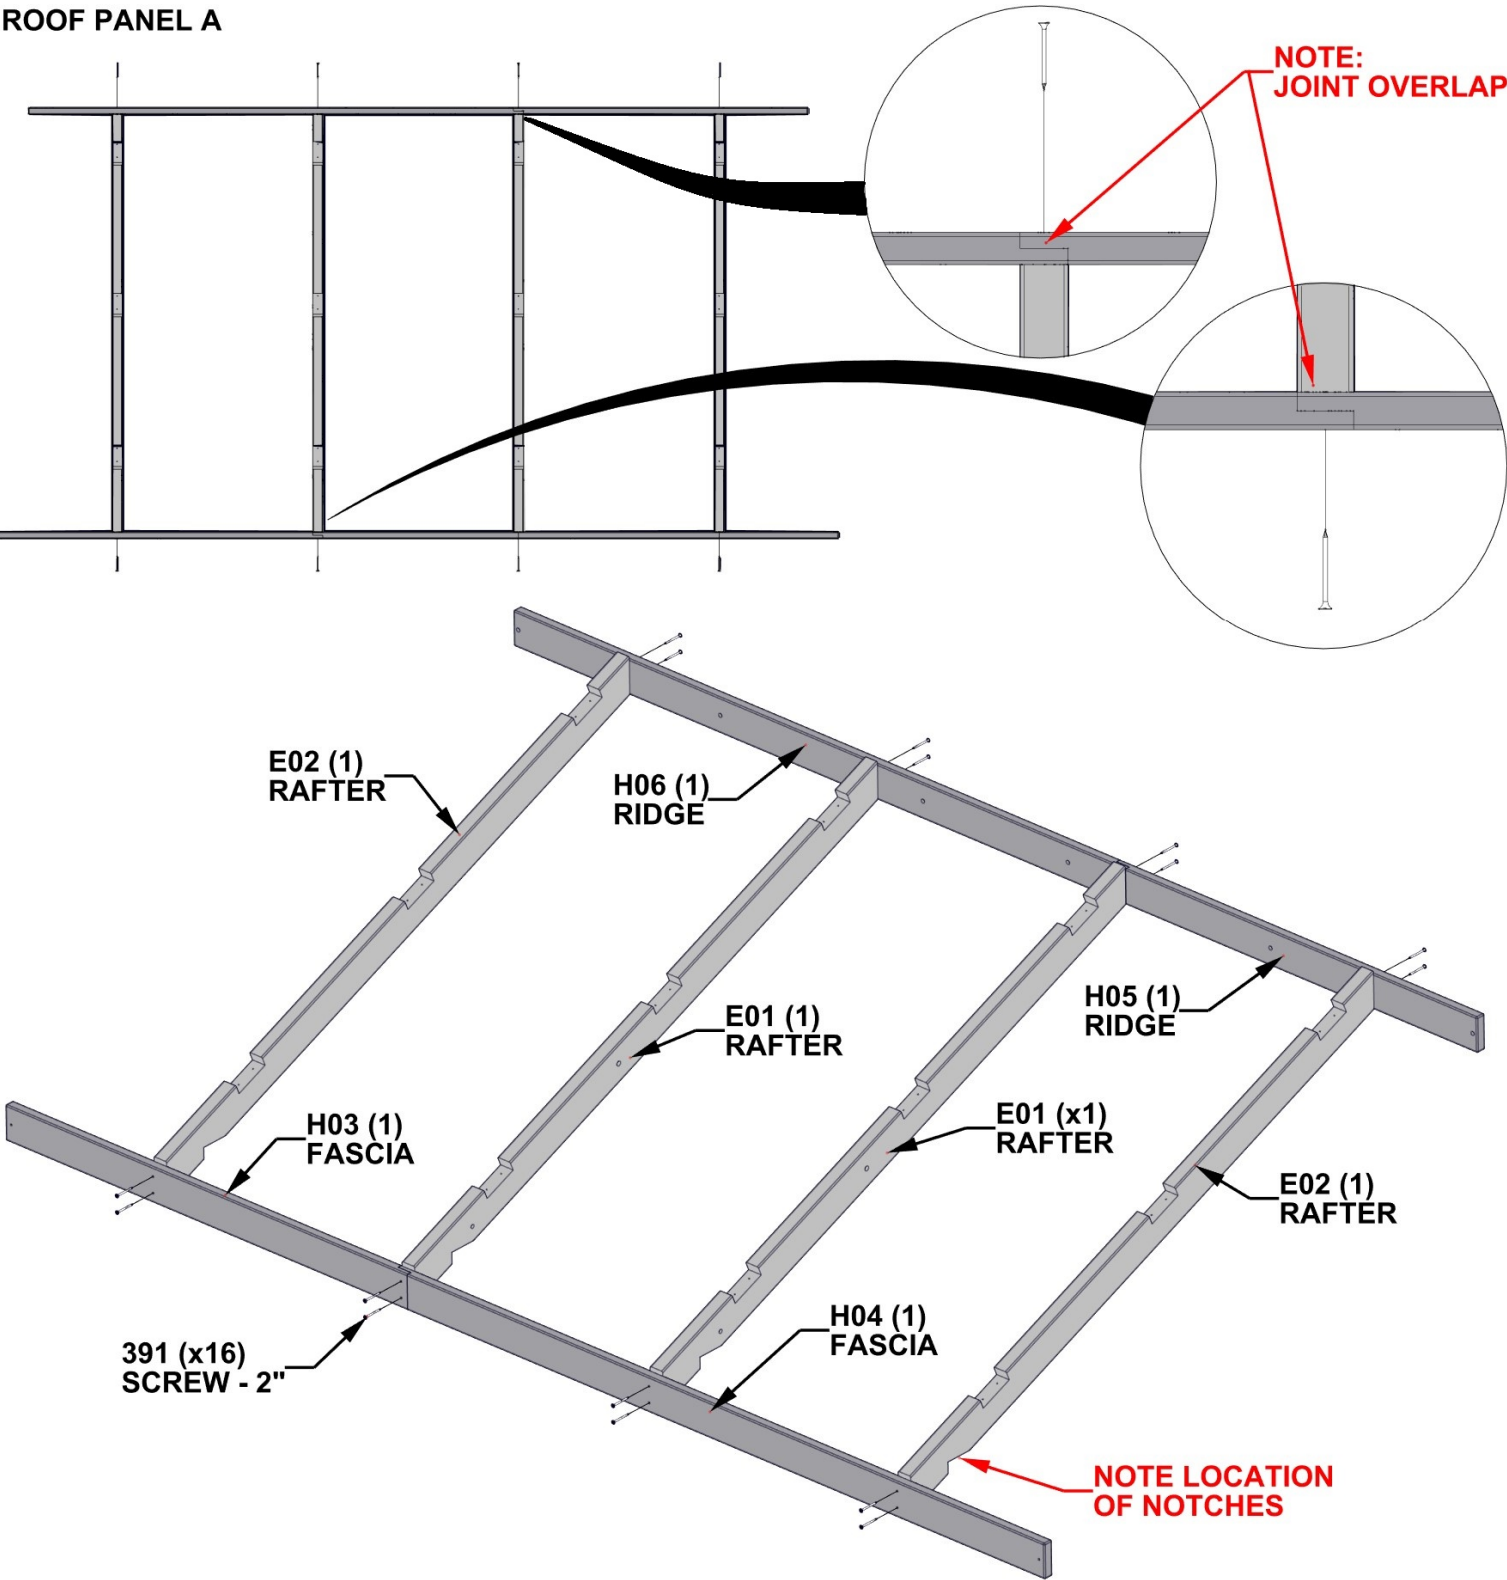 ROOF PANEL A
NOTE:
JOINT OVERLAP
E02 (1)
RAFTER
H06 (1)
RIDGE
E01 (1)
RAFTER
H05 (1)
RIDGE
H03 (1)
FASCIA
E01 (x1)
RAFTER
E02 (1)
RAFTER
H04 (1)
FASCIA
391 (x16)
SCREW - 2"
NOTE LOCATION
OF NOTCHES